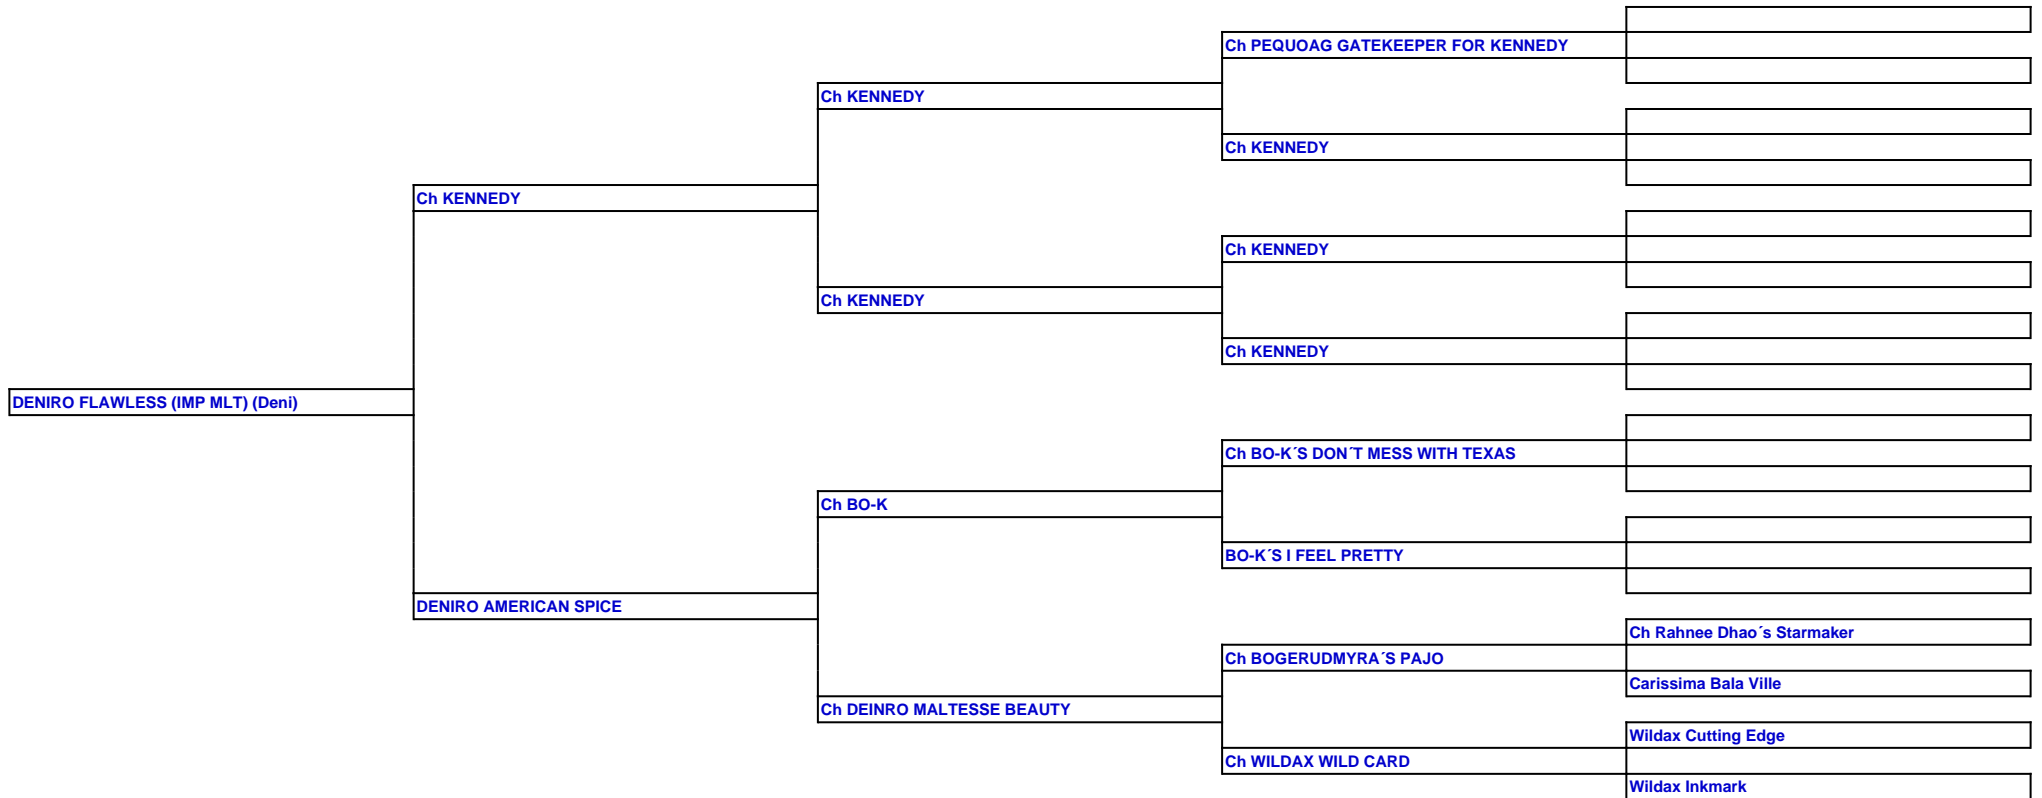 Ch PEQUOAG GATEKEEPER FOR KENNEDY
Ch KENNEDY
Ch KENNEDY
Ch KENNEDY
Ch KENNEDY
Ch KENNEDY
Ch KENNEDY
DENIRO FLAWLESS (IMP MLT) (Deni)
Ch BO-K´S DON´T MESS WITH TEXAS
Ch BO-K
BO-K´S I FEEL PRETTY
DENIRO AMERICAN SPICE
Ch Rahnee Dhao´s Starmaker
Ch BOGERUDMYRA´S PAJO
Carissima Bala Ville
Ch DEINRO MALTESSE BEAUTY
Wildax Cutting Edge
Ch WILDAX WILD CARD
Wildax Inkmark